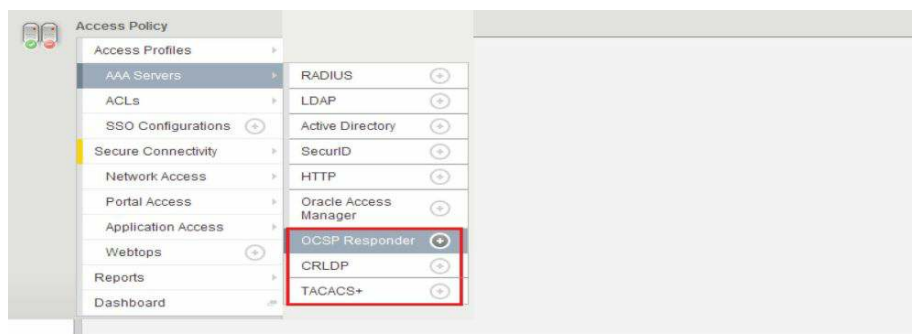 Access Policy
Access Profiles
AAA Servers
ACLs
SSO Configurations
Secure Connectivity
Network Access
Portal Access
Application Access
Webtops
Reports
Dashboard
RADIUS
LDAP
Active Directory
SecurID
HTTP
Oracle Access
Manager
OCSP Responder
CRLDP
TACACS+